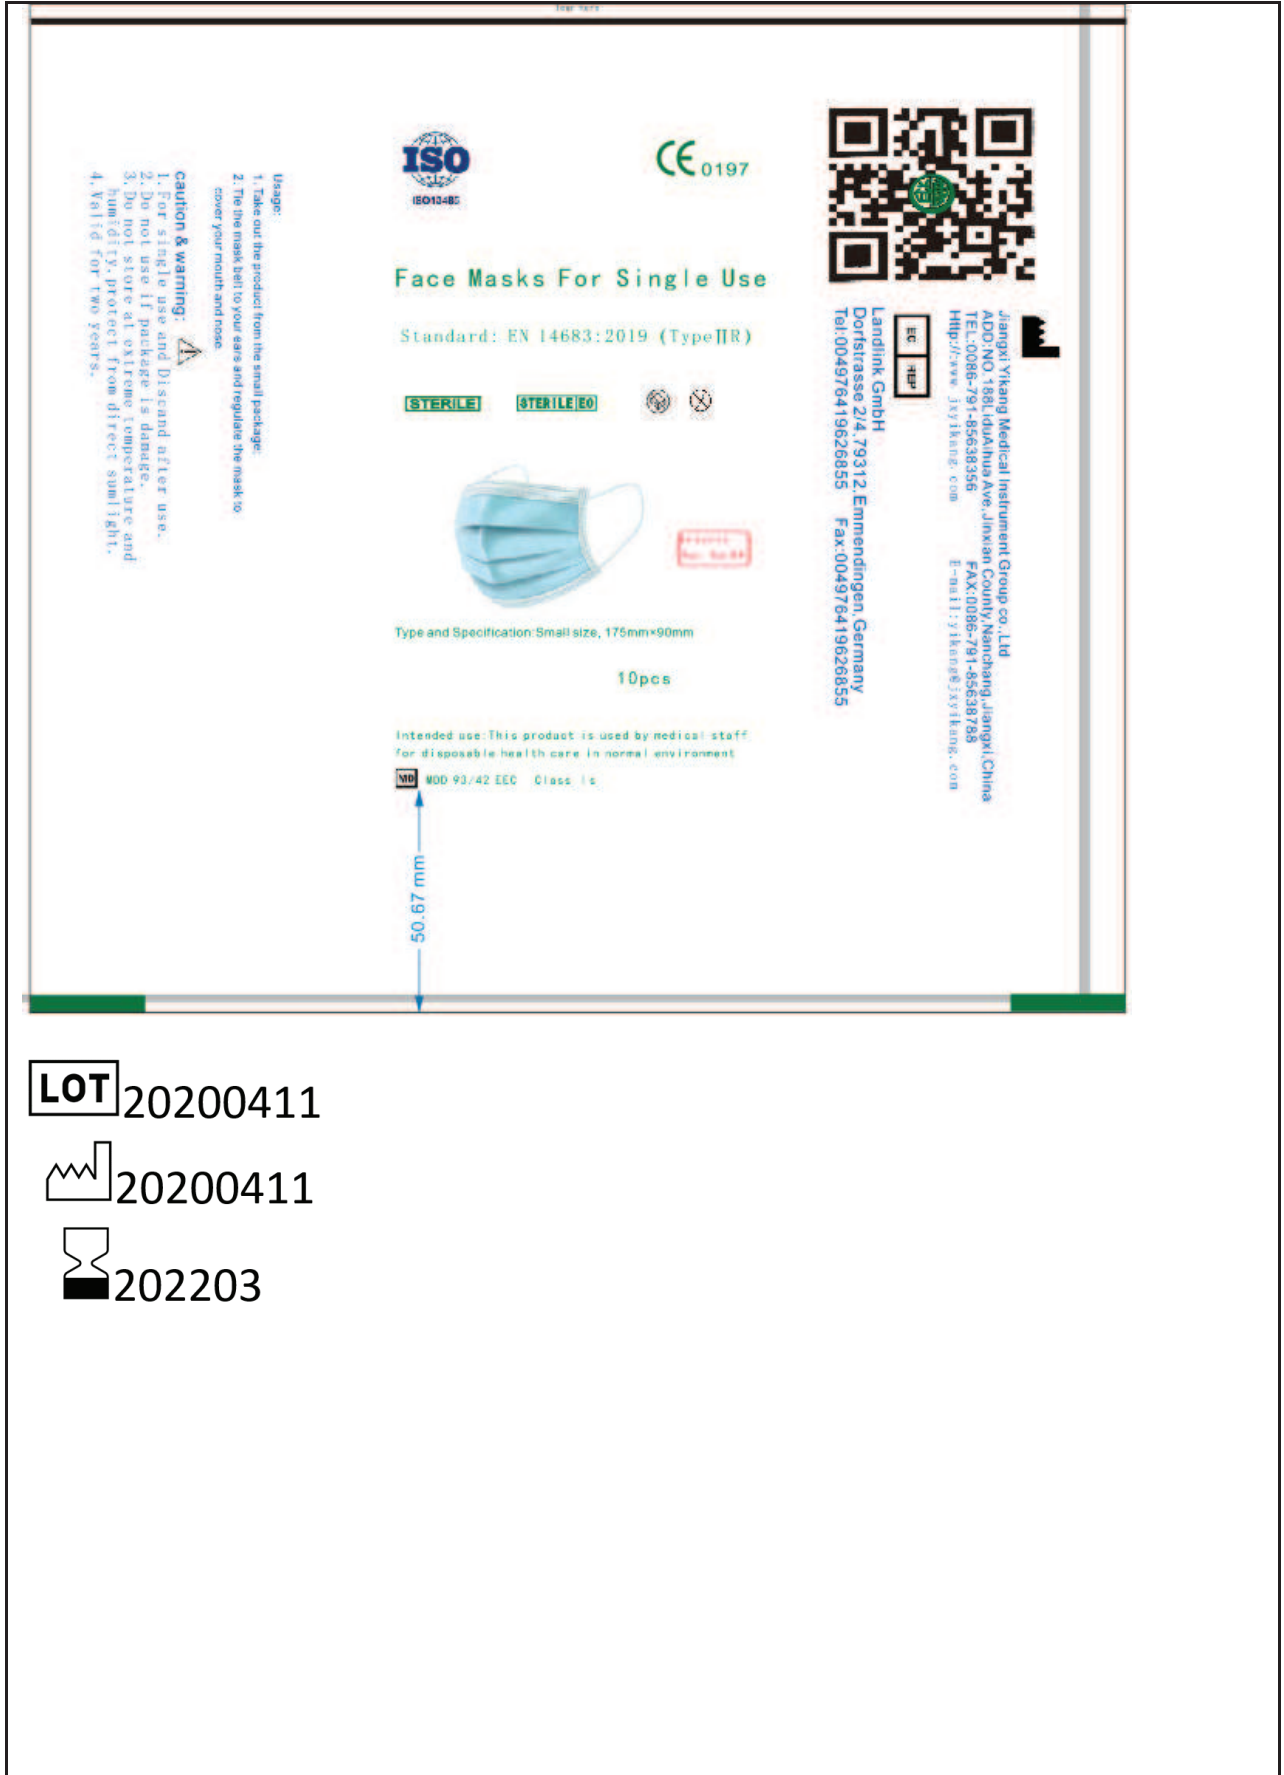 Tear here
ISO
ISO13485
CE 0197
Face Masks For Single Use
Standard: EN 14683:2019 (TypeⅡR)
STERILE
STERILE EO
Type and Specification:Small size, 175mm×90mm
10pcs
Intended use:This product is used by medical staff
for disposable health care in normal environment
MD MDD 93/42 EEC Class Is
50.67 mm
Usage:
1. Take out the product from the small package;
2. Tie the mask belt to your ears and regulate the mask to
cover your mouth and nose.
caution & warning:
1. For single use and Discand after use.
2. Do not use if package is damage.
3. Do not store at extreme temperature and
humidity, protect from direct sumlight.
4. Valid for two years.
Jiangxi Yikang Medical Instrument Group co.,Ltd
ADD:NO.188LiduAihua Ave,Jinxian County,Nanchang,Jiangxi,China
TEL:0086-791-85638356 FAX:0086-791-85638788
Http://:www.jxyikang.com E-mail:yikang@jxyikang.com
EC REP
Landlink GmbH
Dorfstrasse 2/4,79312,Emmendingen,Germany
Tel:00497641962​6855 Fax:004976419626855
LOT 20200411
20200411
202203